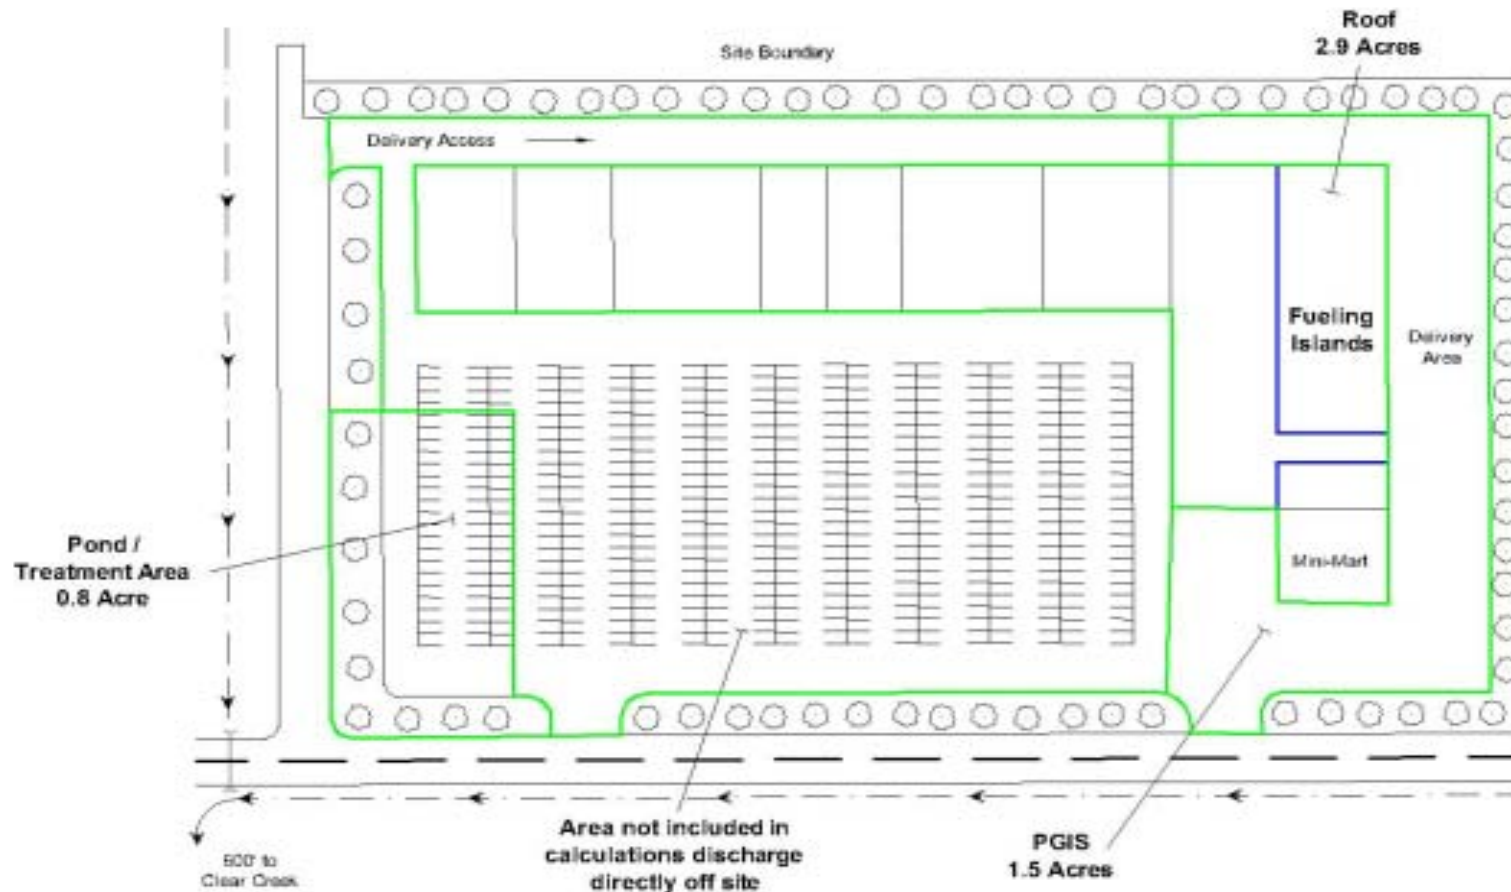 Roof
2.9 Acres
Site Boundary
Delivery Access
Fueling
Islands
Delivery
Area
Pond /
Treatment Area
0.8 Acre
Mini-Mart
Area not included in
calculations discharge
directly off site
PGIS
1.5 Acres
600' to
Clear Creek